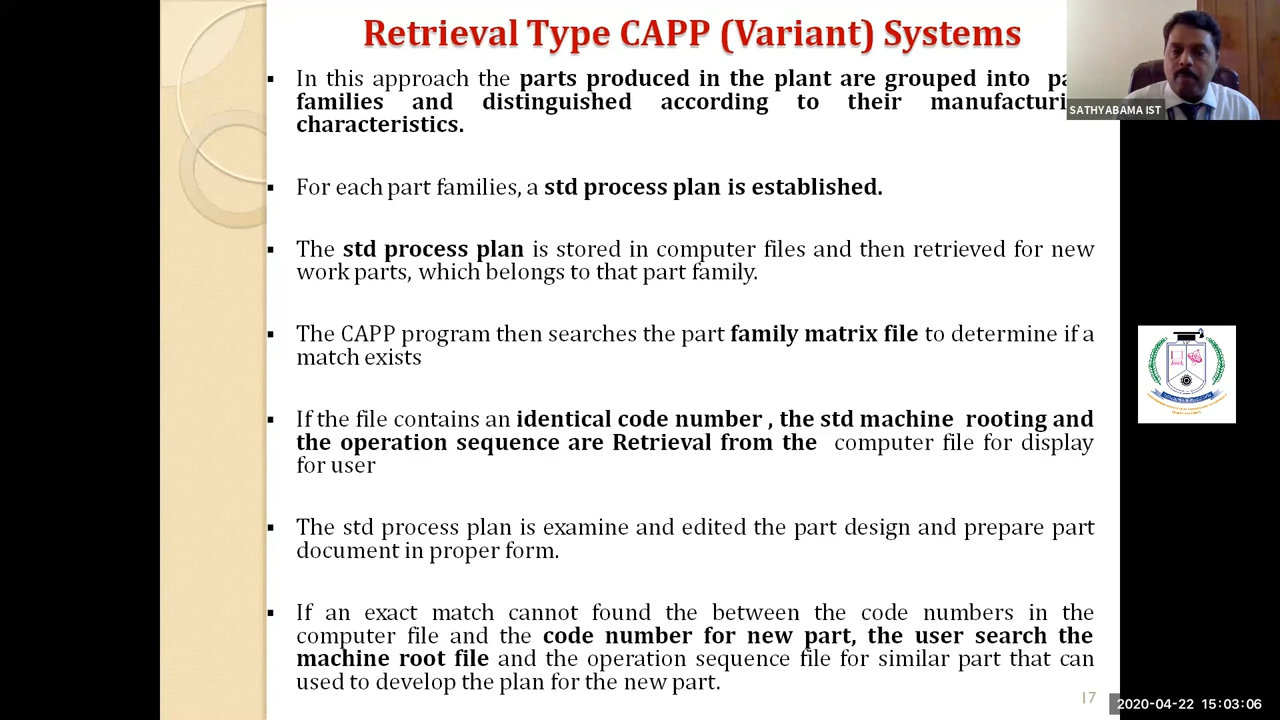 Retrieval Type CAPP (Variant) Systems
▪ In this approach the parts produced in the plant are grouped into
families and distinguished according to their
characteristics.
▪ For each part families, a std process plan is established.
▪ The std process plan is stored in computer files and then retrieved for new
work parts, which belongs to that part family.
▪ The CAPP program then searches the part family matrix file to determine if a
match exists
▪ If the file contains an identical code number , the std machine rooting and
the operation sequence are Retrieval from the computer file for display
for user
▪ The std process plan is examine and edited the part design and prepare part
document in proper form.
▪ If an exact match cannot found the between the code numbers in the
computer file and the code number for new part, the user search the
machine root file and the operation sequence file for similar part that can
used to develop the plan for the new part.
17
SATHYABAMA IST
2020-04-22 15:03:06